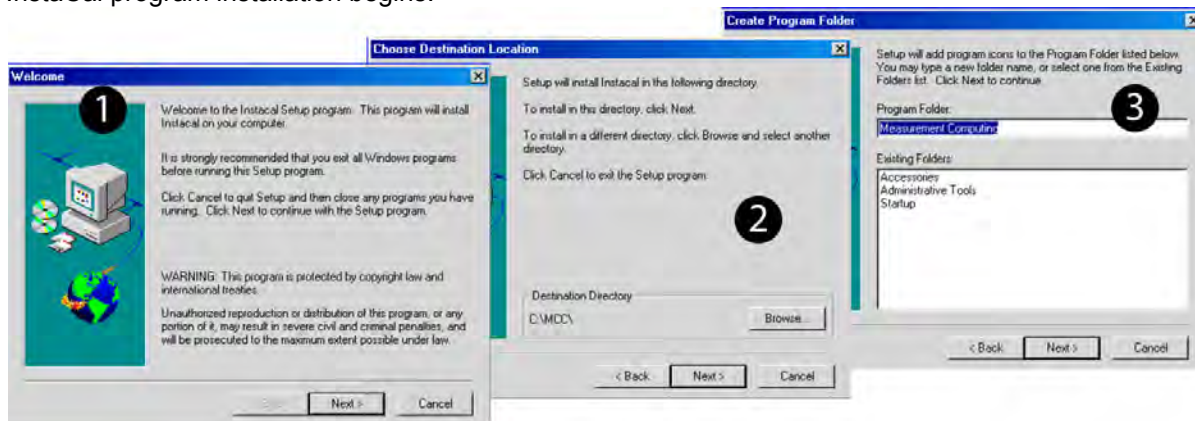 InstaCal program installation begins.
Welcome
1
Welcome to the Instacal Setup program. This program will install
Instacal on your computer.
It is strongly recommended that you exit all Windows programs
before running this Setup program.
Click Cancel to quit Setup and then close any programs you have
running. Click Next to continue with the Setup program.
WARNING: This program is protected by copyright law and
international treaties.
Unauthorized reproduction or distribution of this program, or any
portion of it, may result in severe civil and criminal penalties, and
will be prosecuted to the maximum extent possible under law.
Next >
Cancel
Choose Destination Location
Setup will install Instacal in the following directory.
To install in this directory, click Next.
To install in a different directory, click Browse and select another
directory.
Click Cancel to exit the Setup program.
2
Destination Directory
C:\MCC\
Browse...
< Back
Next >
Cancel
Create Program Folder
Setup will add program icons to the Program Folder listed below.
You may type a new folder name, or select one from the Existing
Folders list. Click Next to continue.
3
Program Folder:
Measurement Computing
Existing Folders:
Accessories
Administrative Tools
Startup
< Back
Next >
Cancel